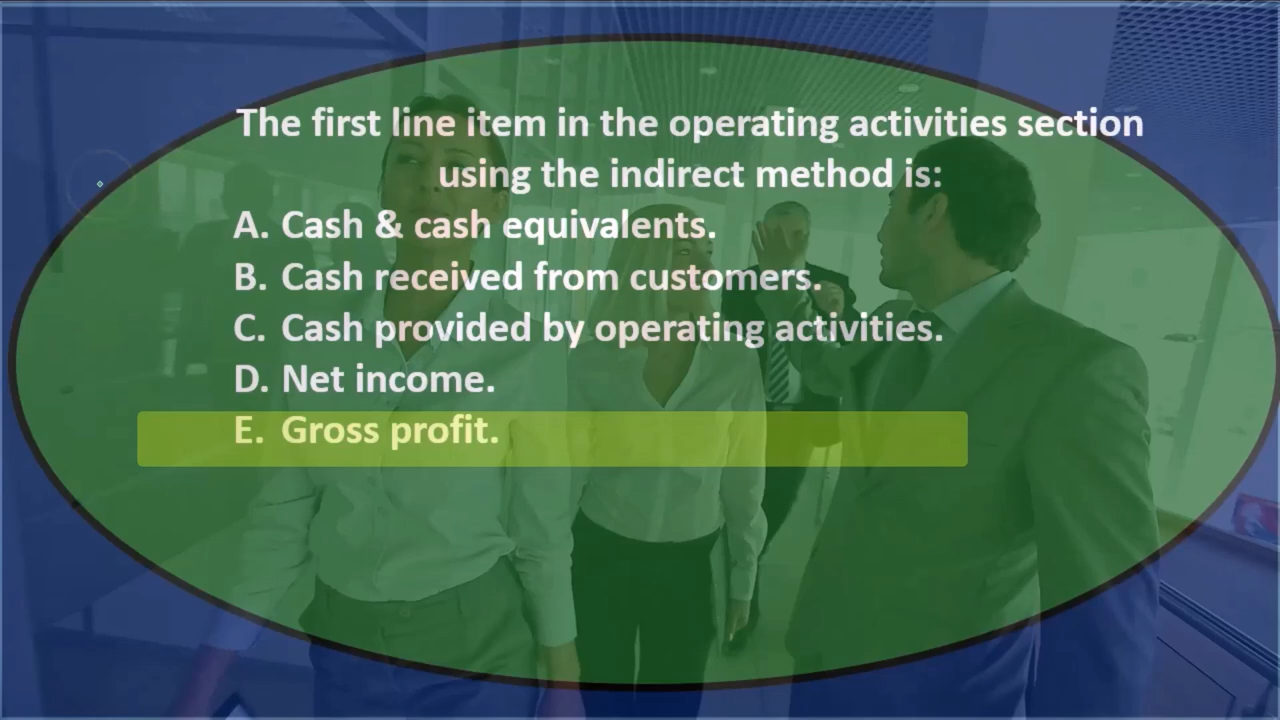 The first line item in the operating activities section
using the indirect method is:
A. Cash & cash equivalents.
B. Cash received from customers.
C. Cash provided by operating activities.
D. Net income.
E. Gross profit.